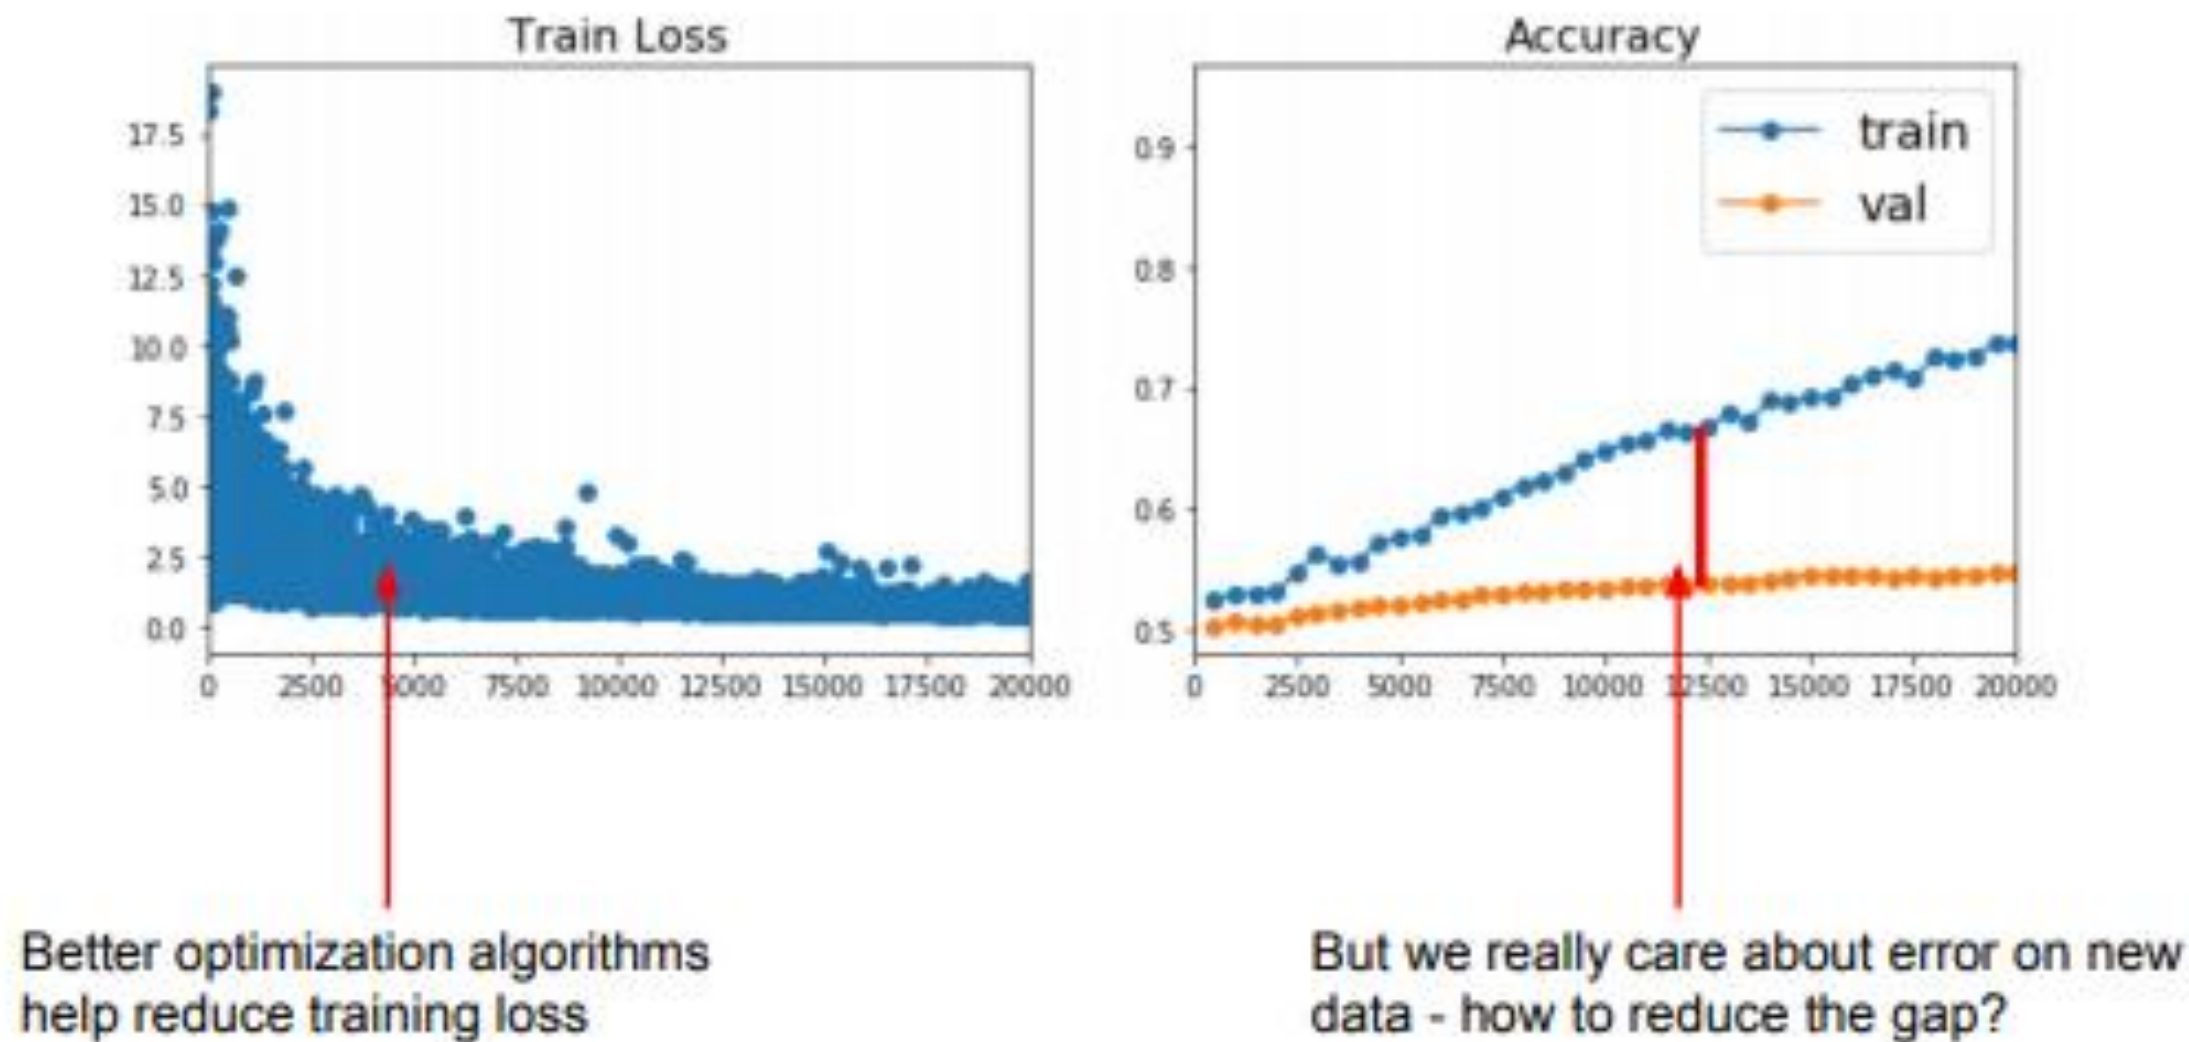 Train Loss
17.5
15.0
12.5
10.0
7.5
5.0
2.5
0.0
0 2500 5000 7500 10000 12500 15000 17500 20000
Accuracy
train
val
0.9
0.8
0.7
0.6
0.5
0 2500 5000 7500 10000 12500 15000 17500 20000
Better optimization algorithms
help reduce training loss
But we really care about error on new
data - how to reduce the gap?